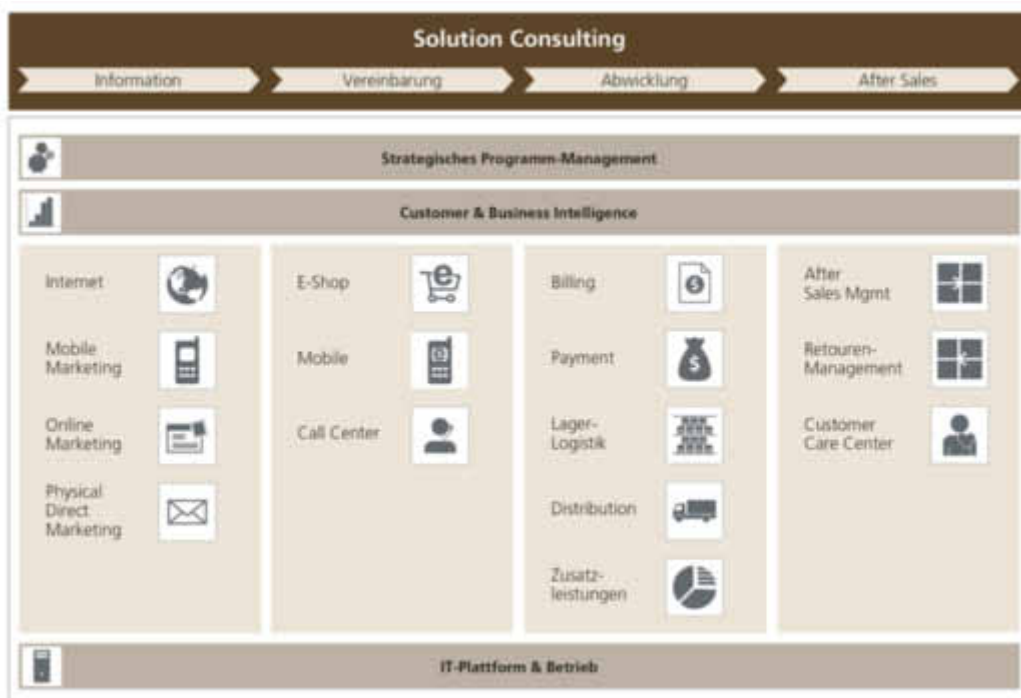 Solution Consulting
Information
Vereinbarung
Abwicklung
After Sales
Strategisches Programm-Management
Customer & Business Intelligence
Internet
Mobile
Marketing
Online
Marketing
Physical
Direct
Marketing
E-Shop
Mobile
Call Center
Billing
Payment
Lager-
Logistik
Distribution
Zusatz-
leistungen
After
Sales Mgmt
Retouren-
Management
Customer
Care Center
IT-Plattform & Betrieb